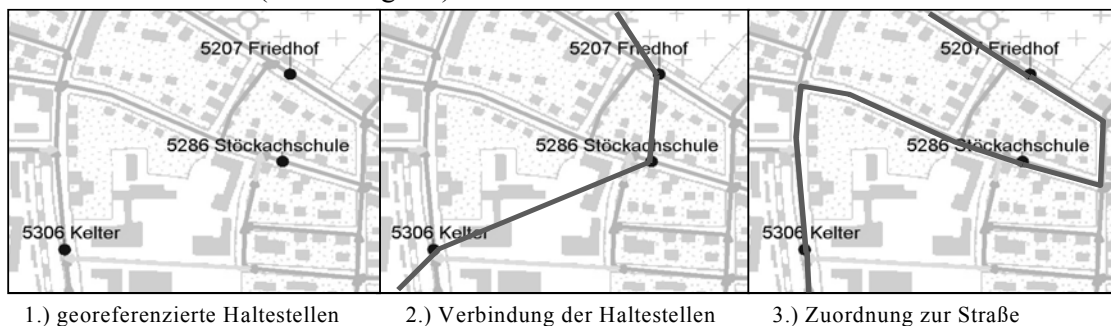 5207 Friedhof
5286 Stöckachschule
5306 Kelter
5207 Friedhof
5286 Stöckachschule
5306 Kelter
5207 Friedhof
5286 Stöckachschule
5306 Kelter
1.) georeferenzierte Haltestellen
2.) Verbindung der Haltestellen
3.) Zuordnung zur Straße